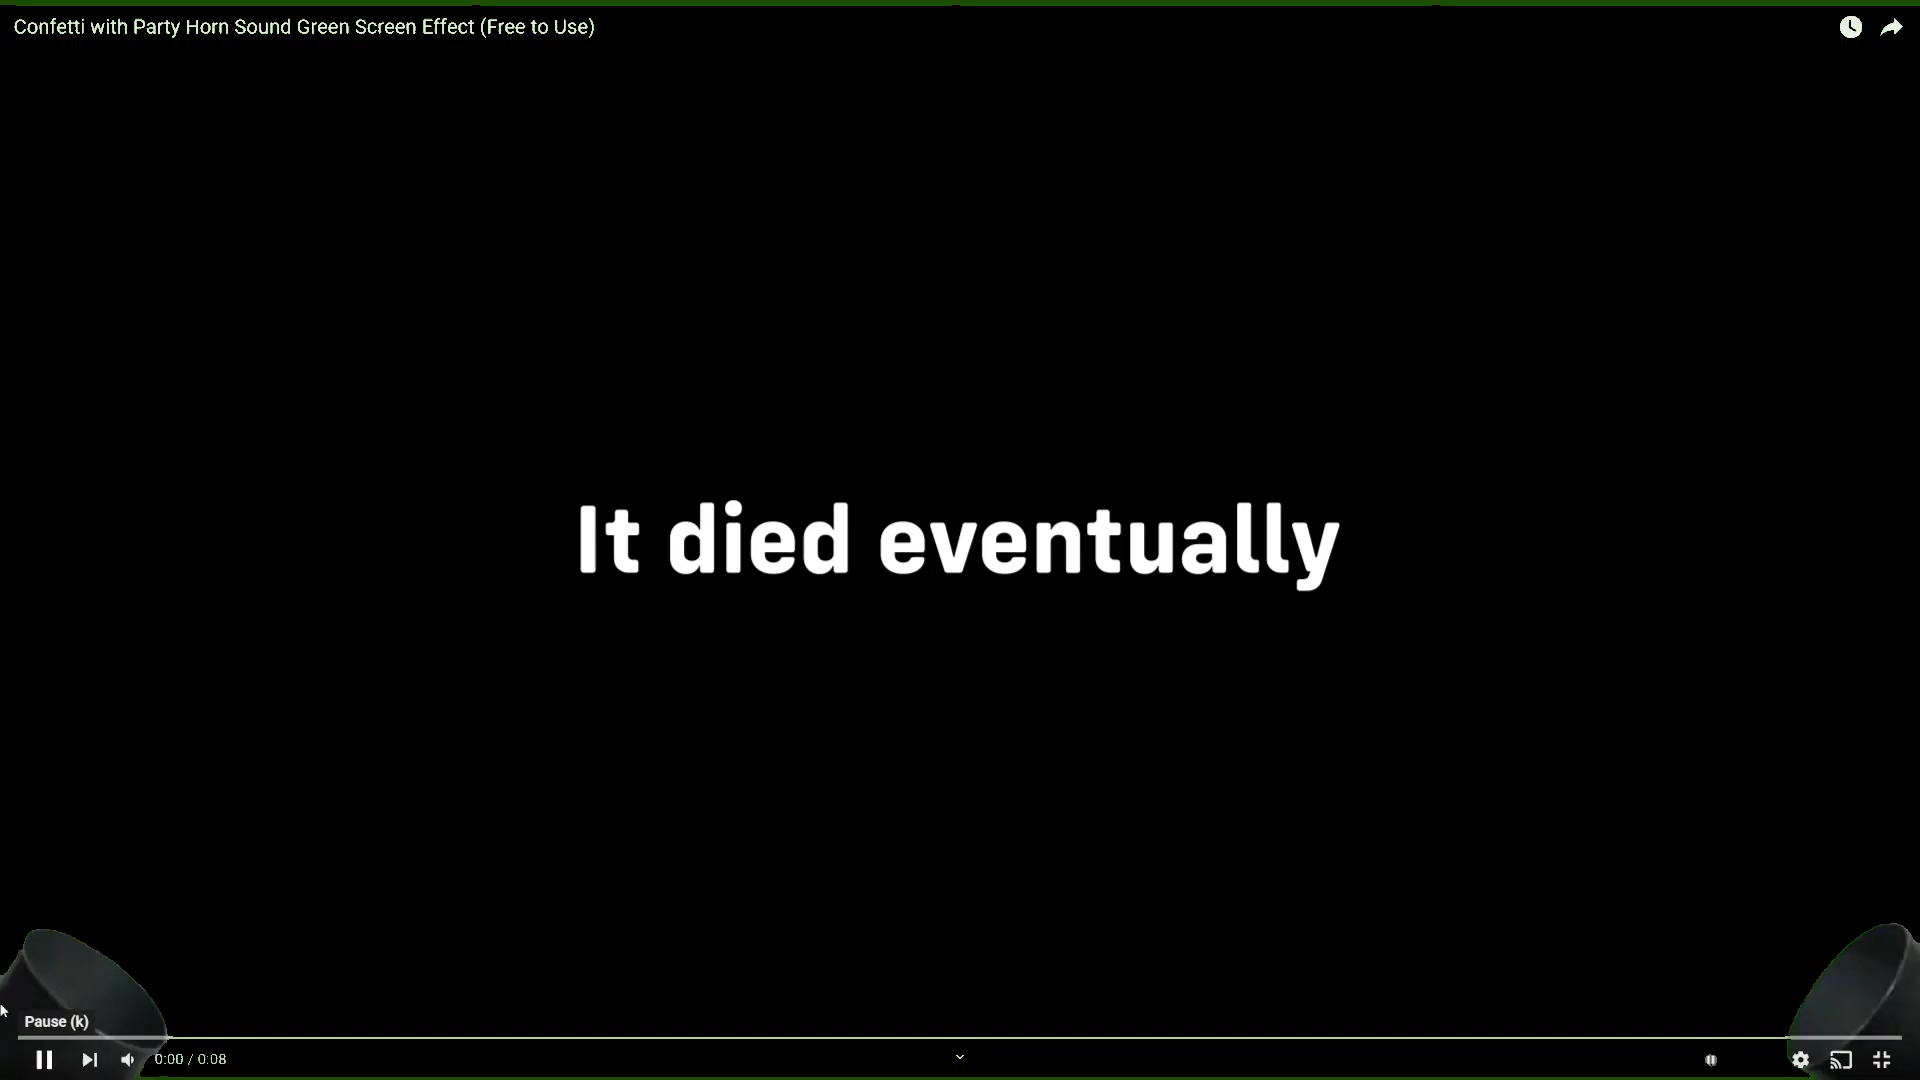 Confetti with Party Horn Sound Green Screen Effect (Free to Use)
It died eventually
Pause (k)
0:00 / 0:08